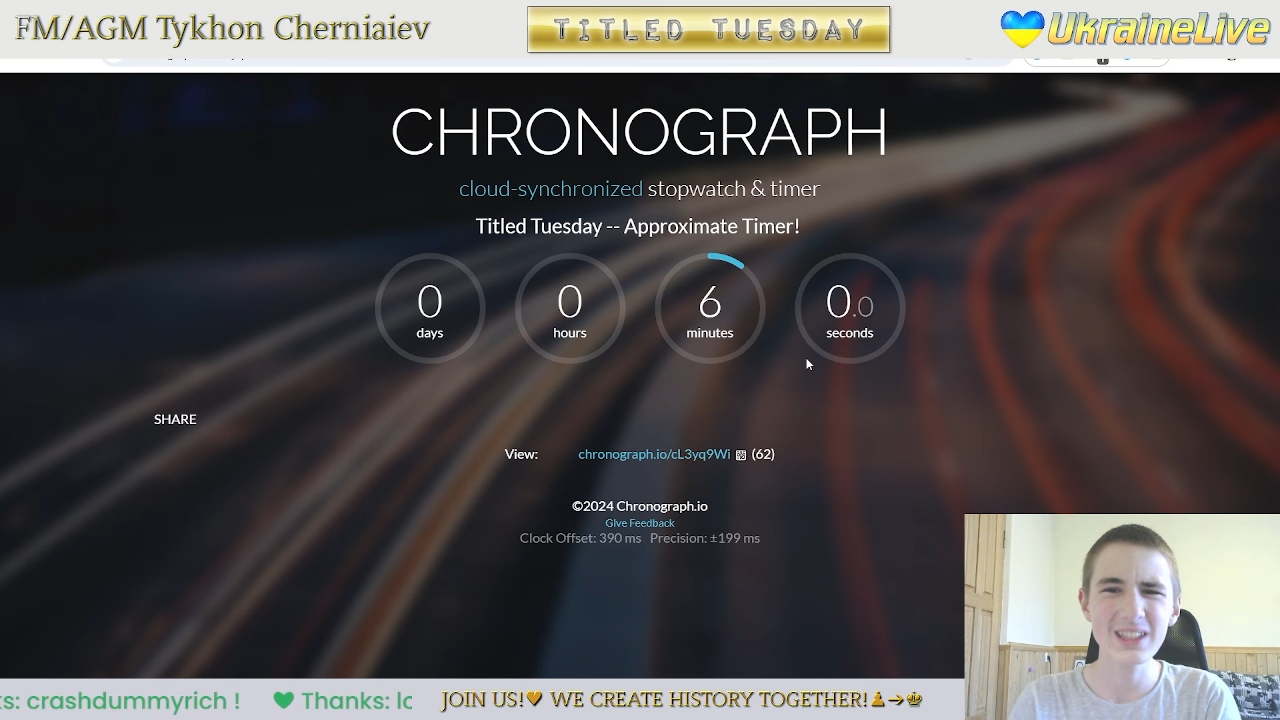 FM/AGM Tykhon Cherniaiev
TITLED TUESDAY
UkraineLive
CHRONOGRAPH
cloud-synchronized stopwatch & timer
Titled Tuesday -- Approximate Timer!
0 days
0 hours
6 minutes
0.0 seconds
SHARE
View: chronograph.io/cL3yq9Wi (62)
©2024 Chronograph.io
Give Feedback
Clock Offset: 390 ms Precision: ±199 ms
crashdummyrich ! Thanks:
JOIN US! WE CREATE HISTORY TOGETHER!